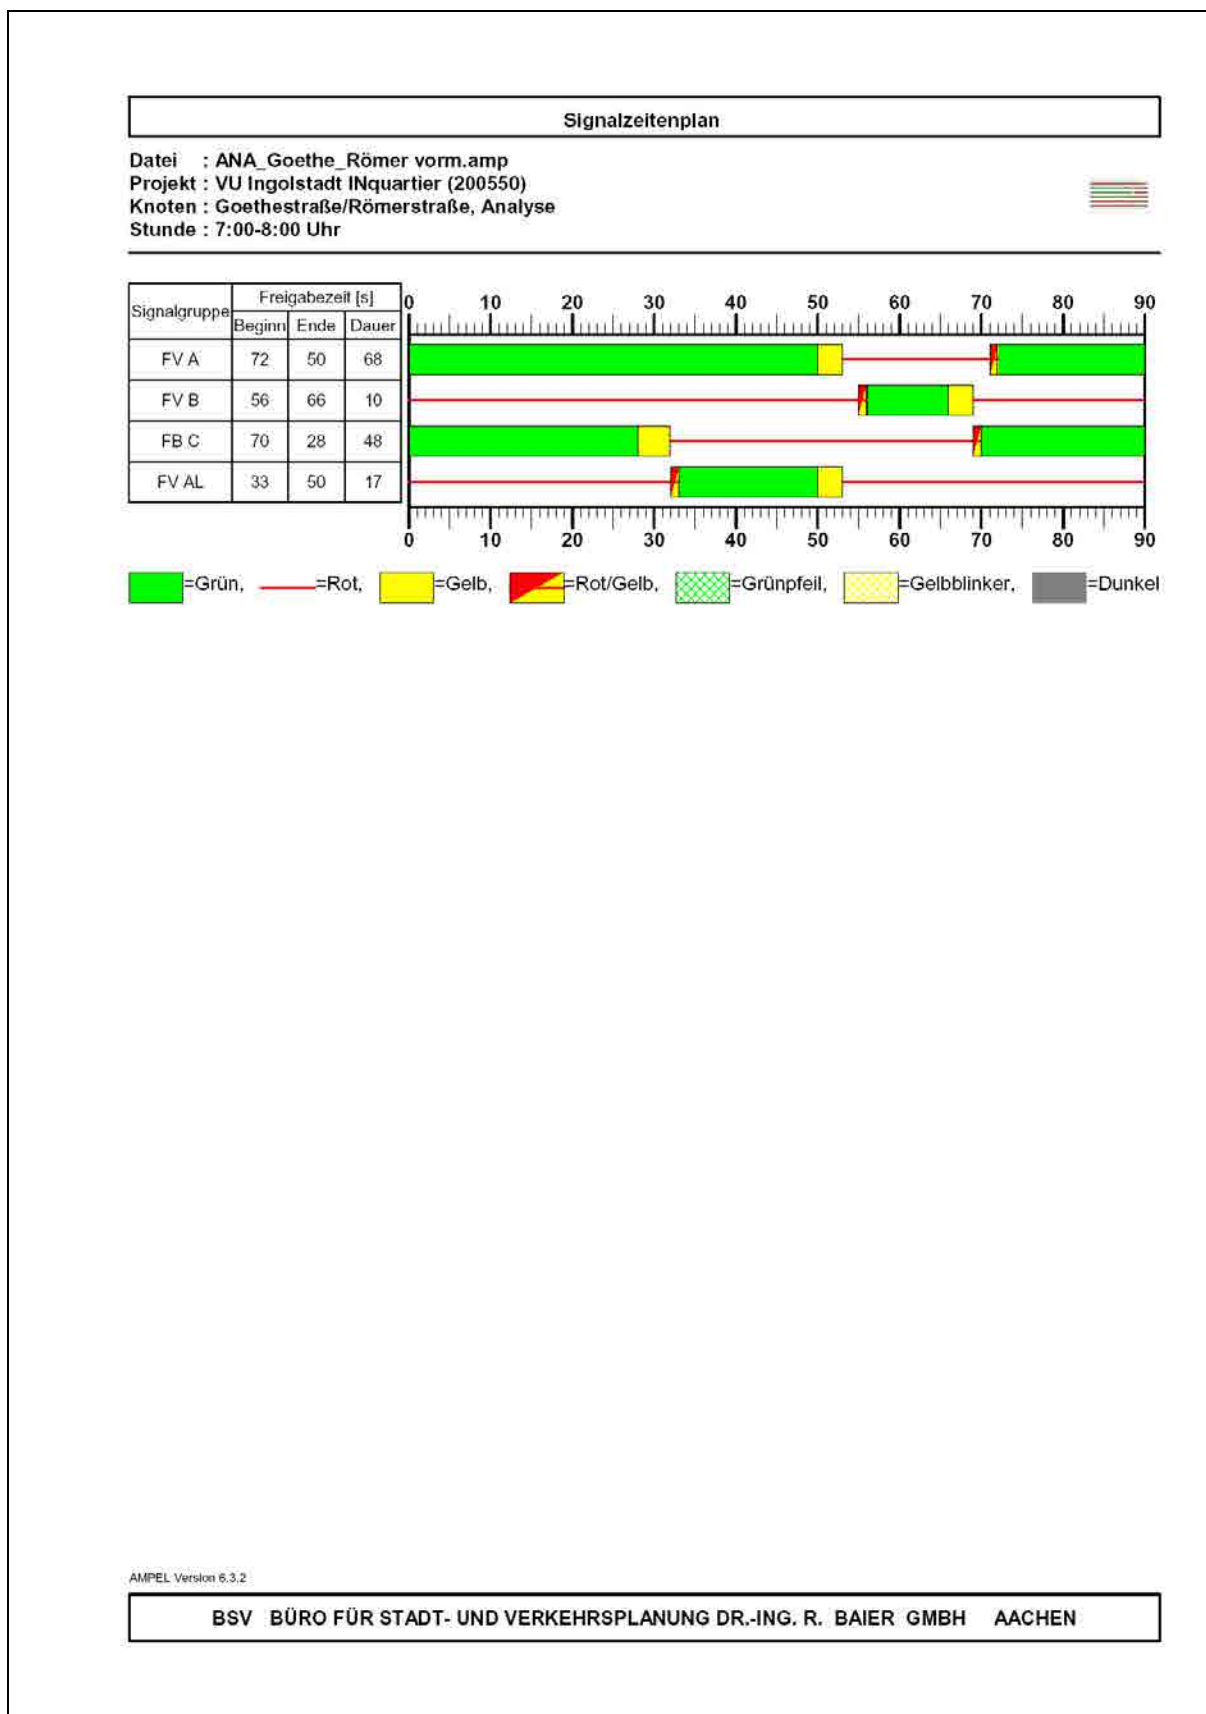 Signalzeitenplan
Datei : ANA_Goethe_Römer vorm.amp
Projekt : VU Ingolstadt INquartier (200550)
Knoten : Goethestraße/Römerstraße, Analyse
Stunde : 7:00-8:00 Uhr
Signalgruppe Freigabezeit [s]
Beginn Ende Dauer
0 10 20 30 40 50 60 70 80 90
FV A 72 50 68
FV B 56 66 10
FB C 70 28 48
FV AL 33 50 17
0 10 20 30 40 50 60 70 80 90
=Grün, =Rot, =Gelb, =Rot/Gelb, =Grünpfeil, =Gelbblinker, =Dunkel
AMPEL Version 6.3.2
BSV BÜRO FÜR STADT- UND VERKEHRSPLANUNG DR.-ING. R. BAIER GMBH AACHEN